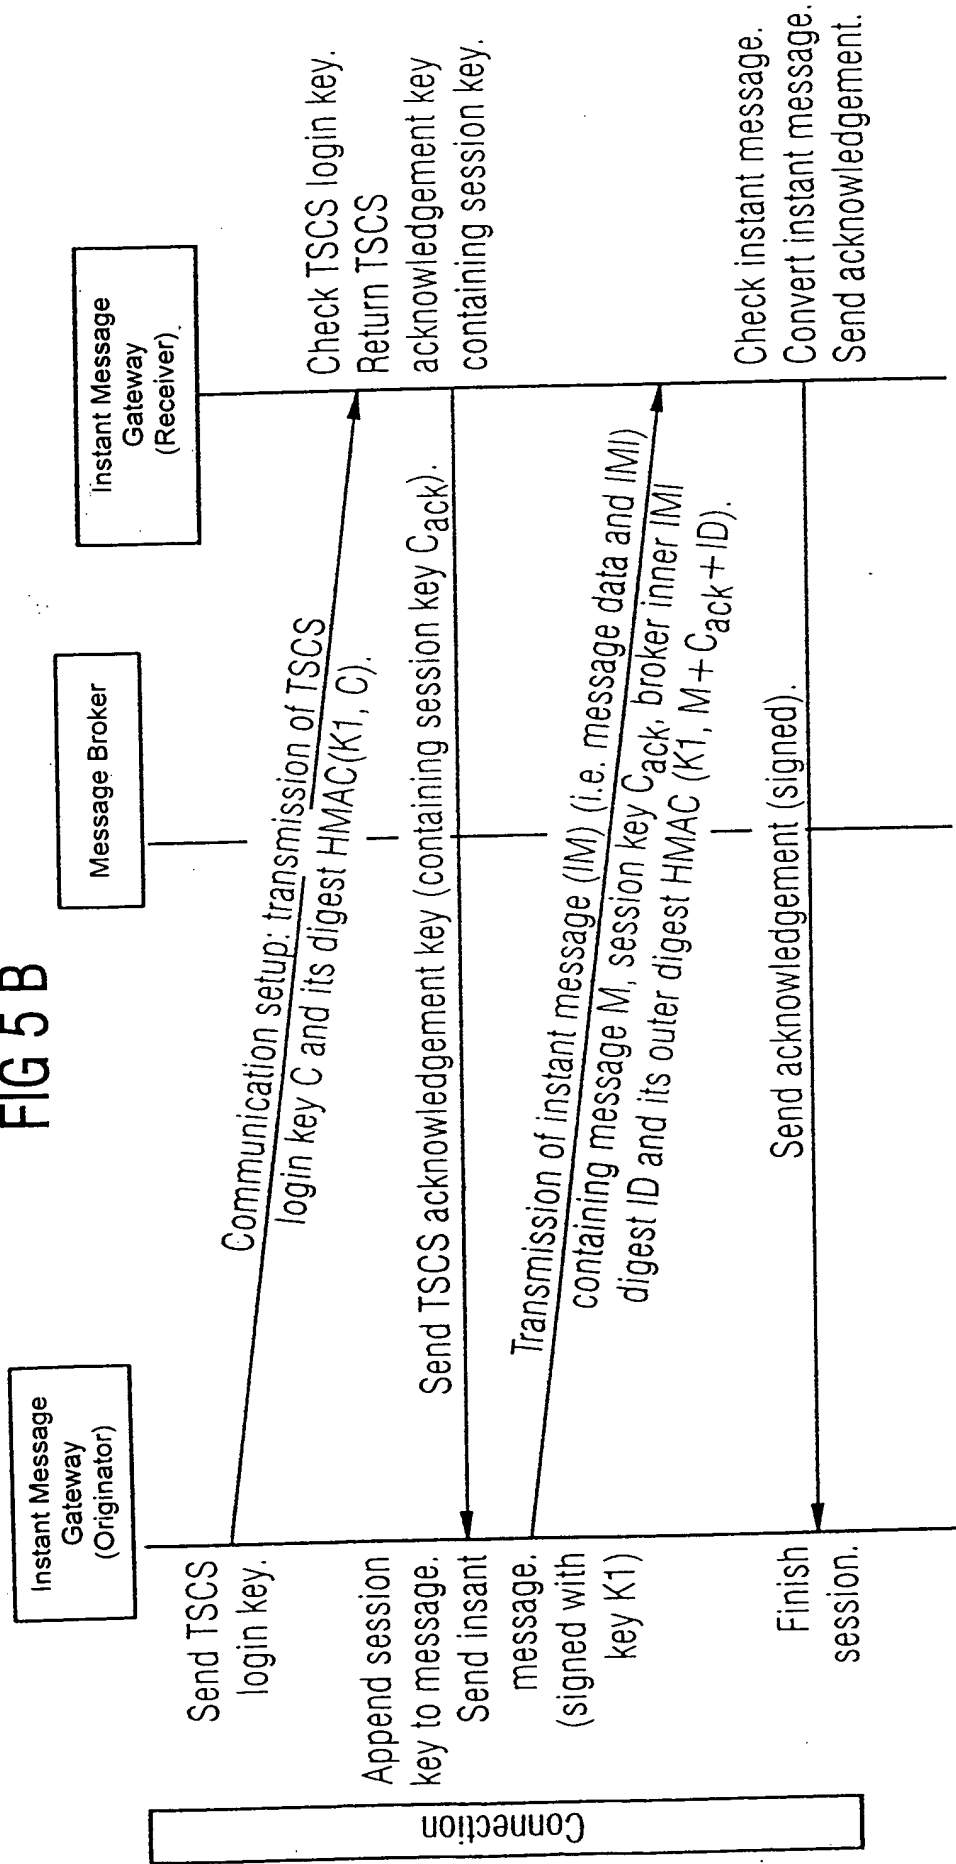 FIG 5 B
Instant Message
Gateway
(Originator)
Message Broker
Instant Message
Gateway
(Receiver)
Send TSCS
login key.
Communication setup: transmission of TSCS
login key C and its digest HMAC(K1, C).
Check TSCS login key.
Return TSCS
acknowledgement key
containing session key.
Send TSCS acknowledgement key (containing session key Cack).
Append session
key to message.
Send insant
message.
(signed with
key K1)
Transmission of instant message (IM) (i.e. message data and IMI)
containing message M, session key Cack, broker inner IMI
digest ID and its outer digest HMAC (K1, M+Cack+ID).
Check instant message.
Convert instant message.
Send acknowledgement.
Send acknowledgement (signed).
Finish
session.
Connection